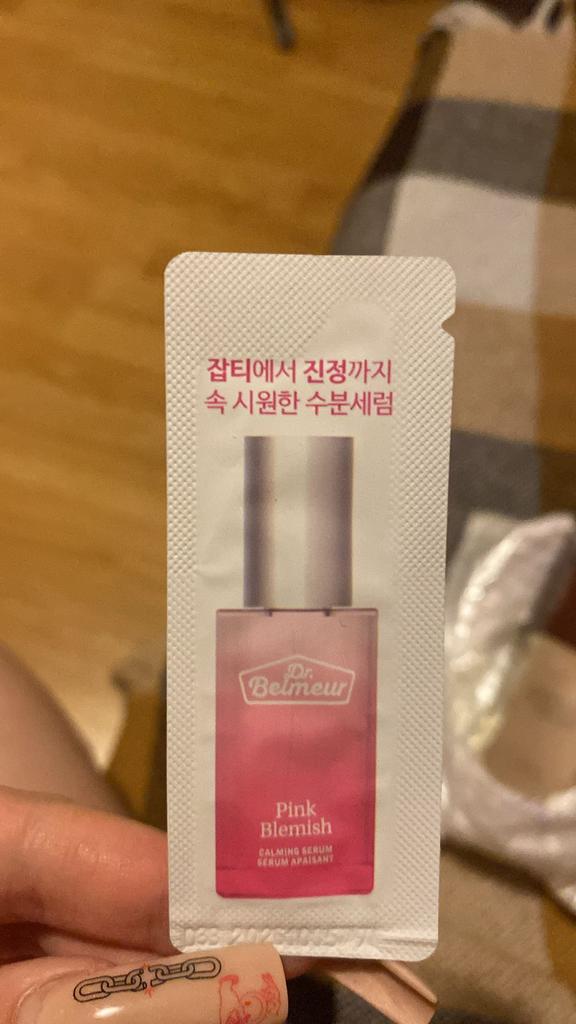 잡티에서 진정까지
속 시원한 수분세럼
Dr.
Belmeur
Pink
Blemish
CALMING SERUM
SÉRUM APAISANT